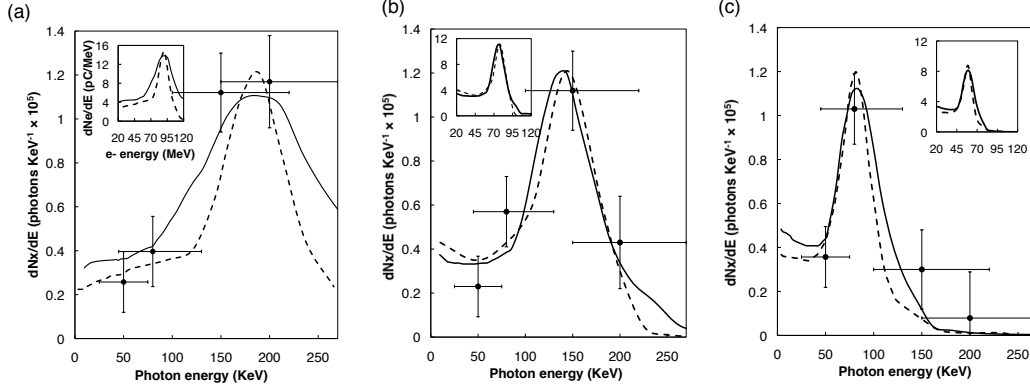 (a)
dNx/dE (photons KeV⁻¹ × 10⁵)
1.4
1.2
1
0.8
0.6
0.4
0.2
0
0 50 100 150 200 250
Photon energy (KeV)
dNe/dE (pC/MeV)
16
12
8
4
0
20 45 70 95 120
e- energy (MeV)
(b)
dNx/dE (photons KeV⁻¹ × 10⁵)
1.4
1.2
1
0.8
0.6
0.4
0.2
0
0 50 100 150 200 250
Photon energy (KeV)
12
8
4
0
20 45 70 95 120
(c)
dNx/dE (photons KeV⁻¹ × 10⁵)
1.4
1.2
1
0.8
0.6
0.4
0.2
0
0 50 100 150 200 250
Photon energy (KeV)
12
8
4
0
20 45 70 95 120